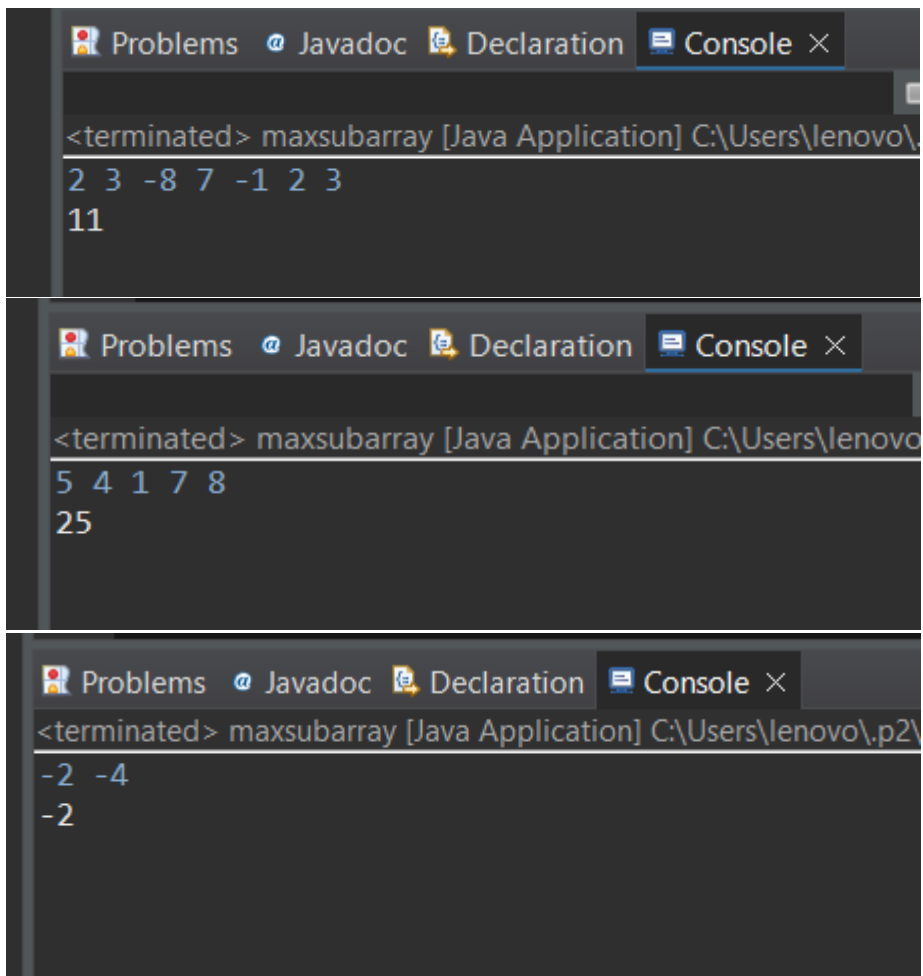 Problems @ Javadoc Declaration Console ×
<terminated> maxsubarray [Java Application] C:\Users\lenovo\.
2 3 -8 7 -1 2 3
11
Problems @ Javadoc Declaration Console ×
<terminated> maxsubarray [Java Application] C:\Users\lenovo
5 4 1 7 8
25
Problems @ Javadoc Declaration Console ×
<terminated> maxsubarray [Java Application] C:\Users\lenovo\.p2\
-2 -4
-2